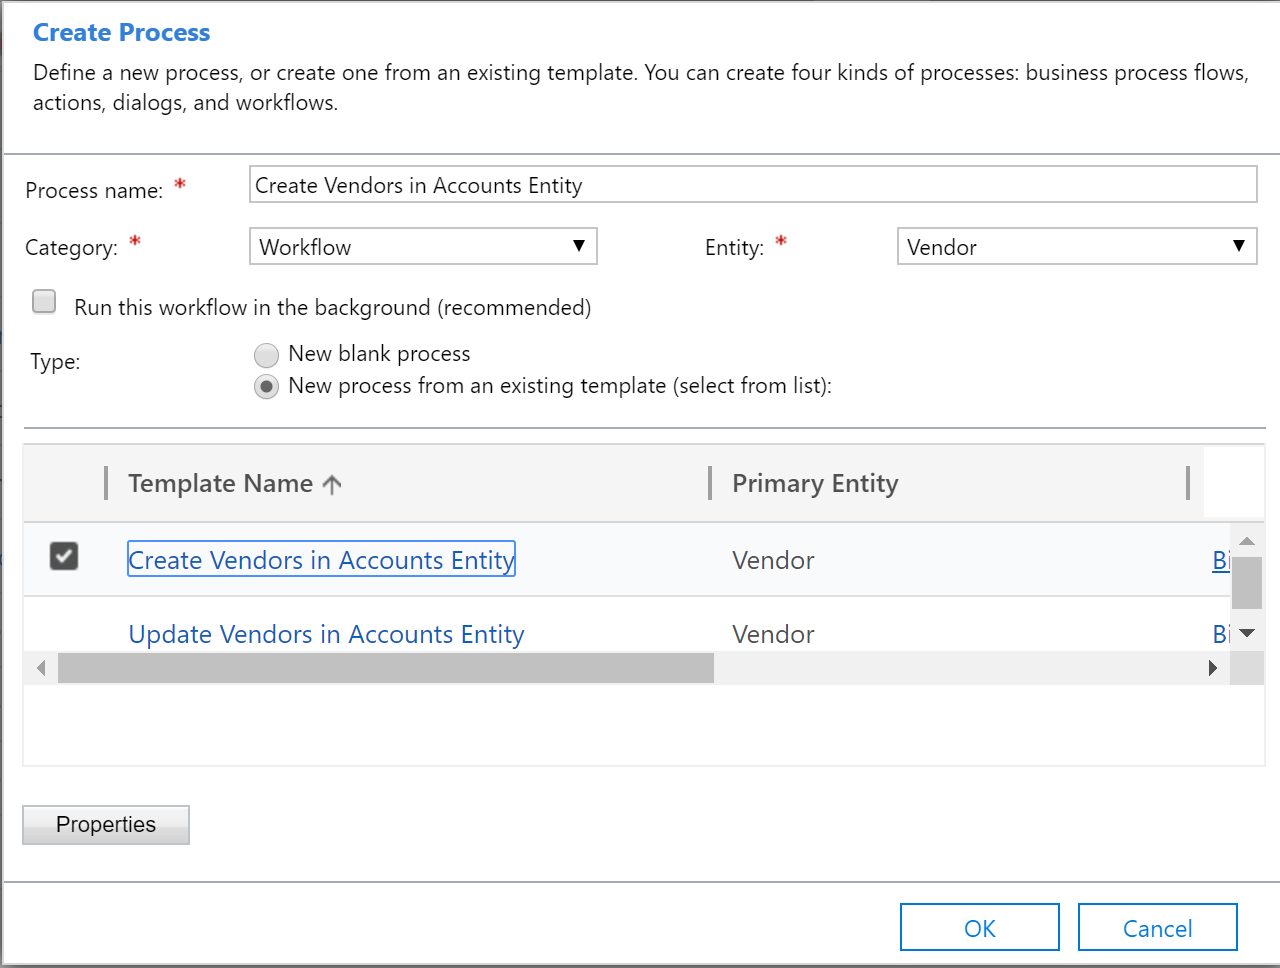 Create Process
Define a new process, or create one from an existing template. You can create four kinds of processes: business process flows,
actions, dialogs, and workflows.
Process name: *
Create Vendors in Accounts Entity
Category: *
Workflow
Entity: *
Vendor
Run this workflow in the background (recommended)
Type:
New blank process
New process from an existing template (select from list):
Template Name
Primary Entity
Create Vendors in Accounts Entity
Vendor
Update Vendors in Accounts Entity
Vendor
Properties
OK
Cancel